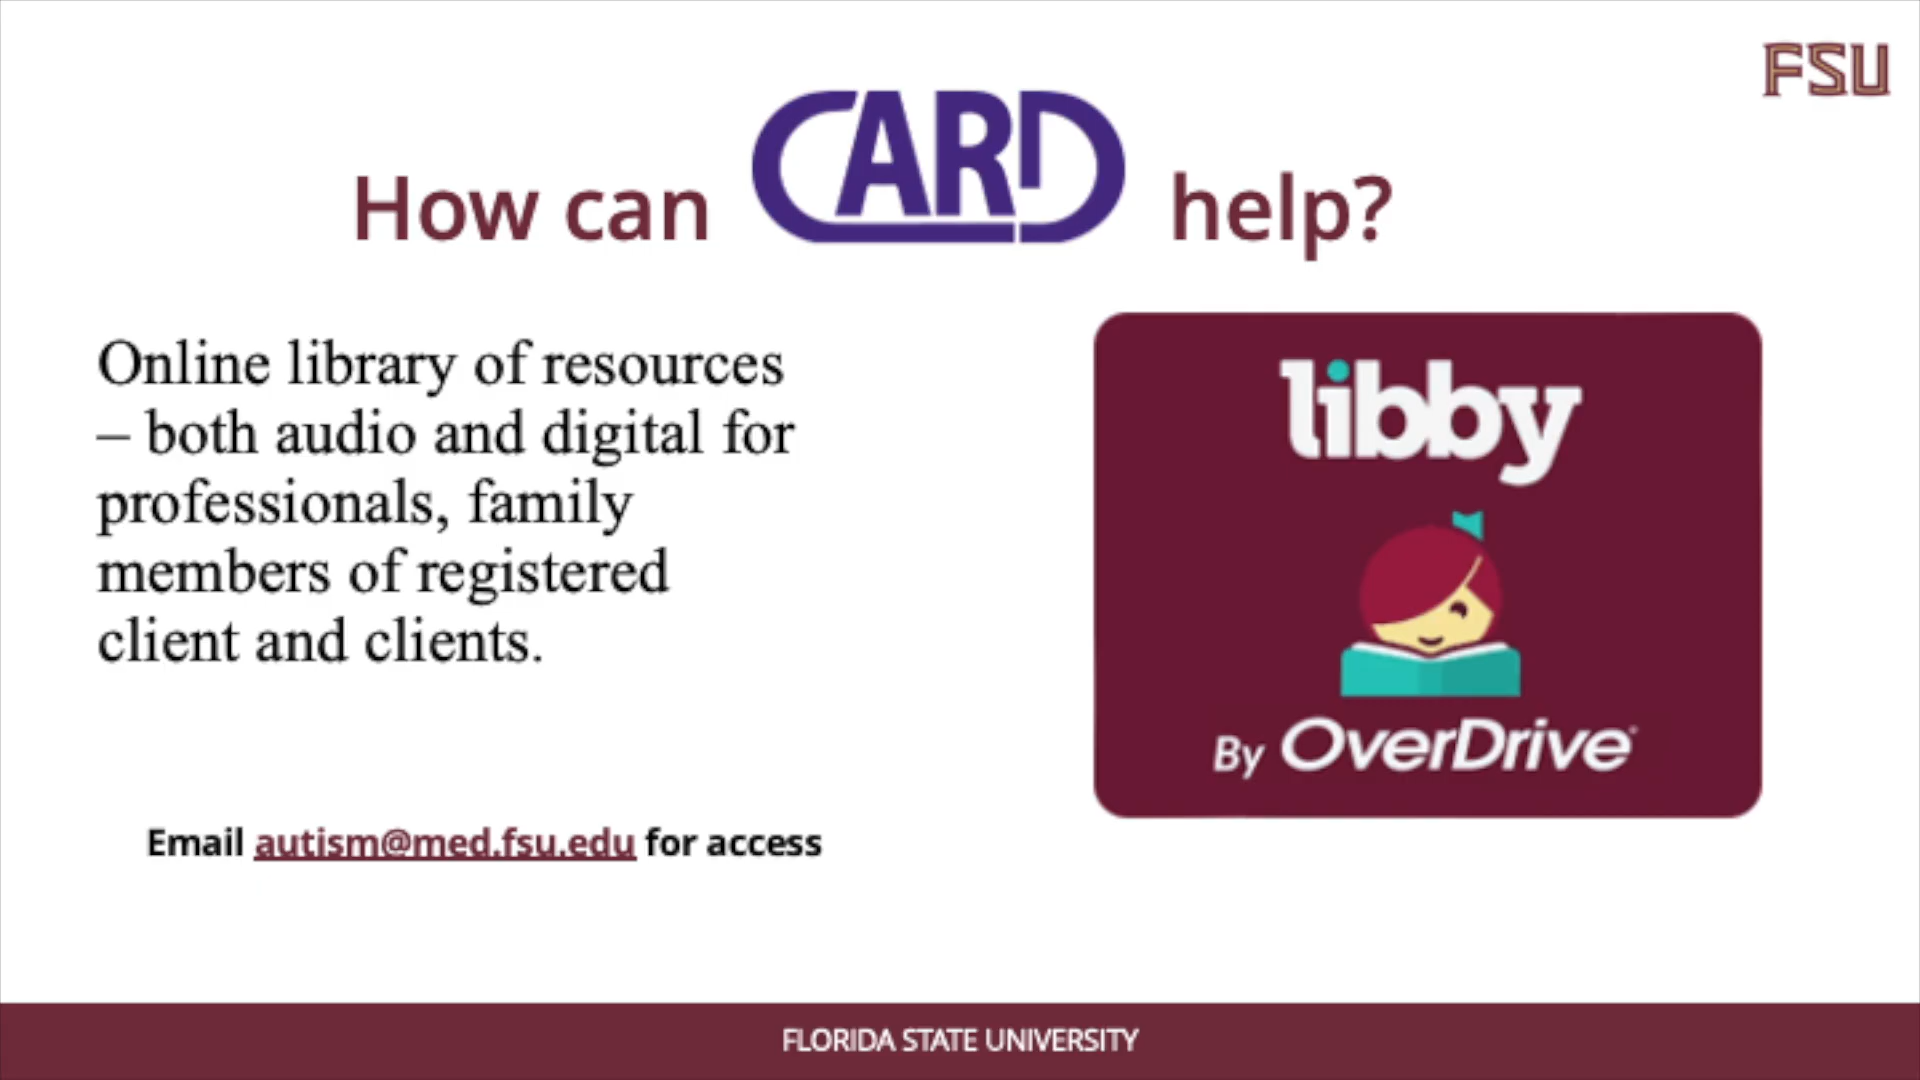 FSU
How can CARD help?
Online library of resources
– both audio and digital for
professionals, family
members of registered
client and clients.
libby
By OverDrive
Email autism@med.fsu.edu for access
FLORIDA STATE UNIVERSITY